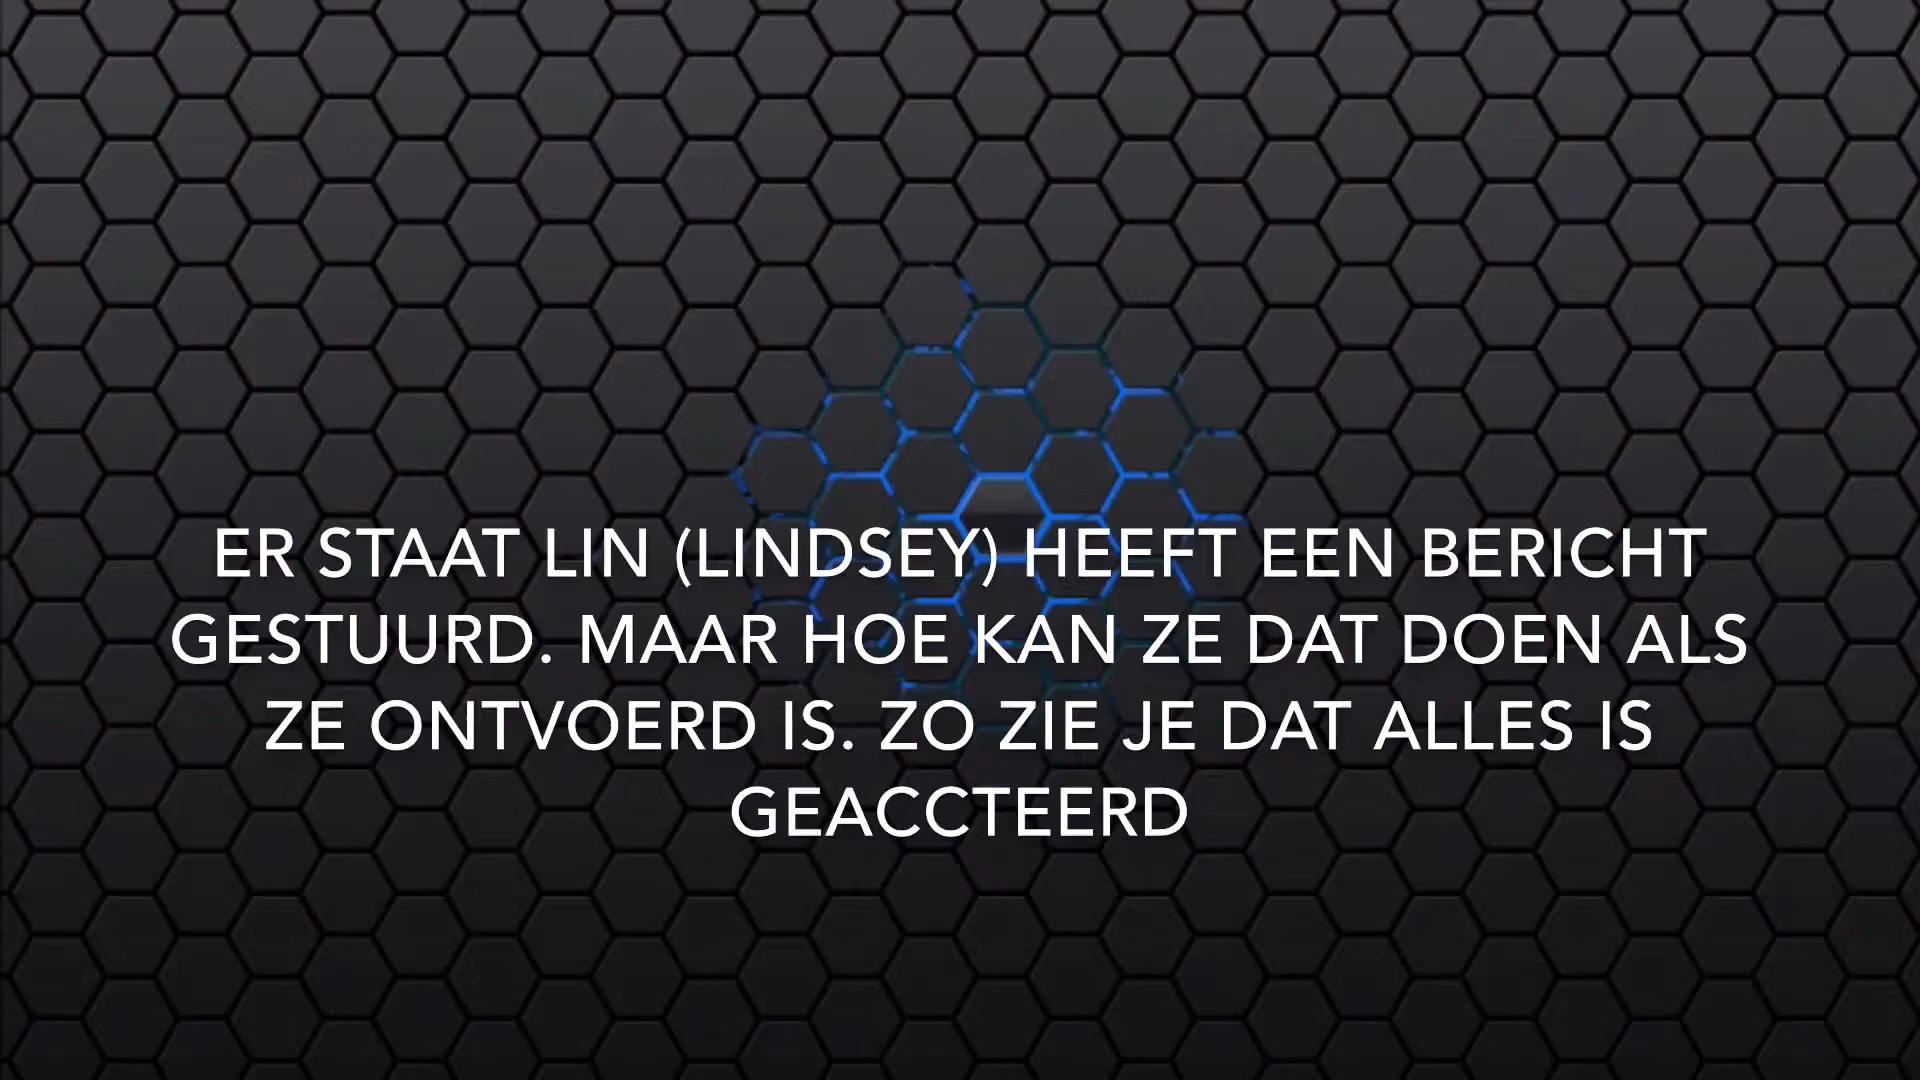 ER STAAT LIN (LINDSEY) HEEFT EEN BERICHT
GESTUURD. MAAR HOE KAN ZE DAT DOEN ALS
ZE ONTVOERD IS. ZO ZIE JE DAT ALLES IS
GEACCTEERD